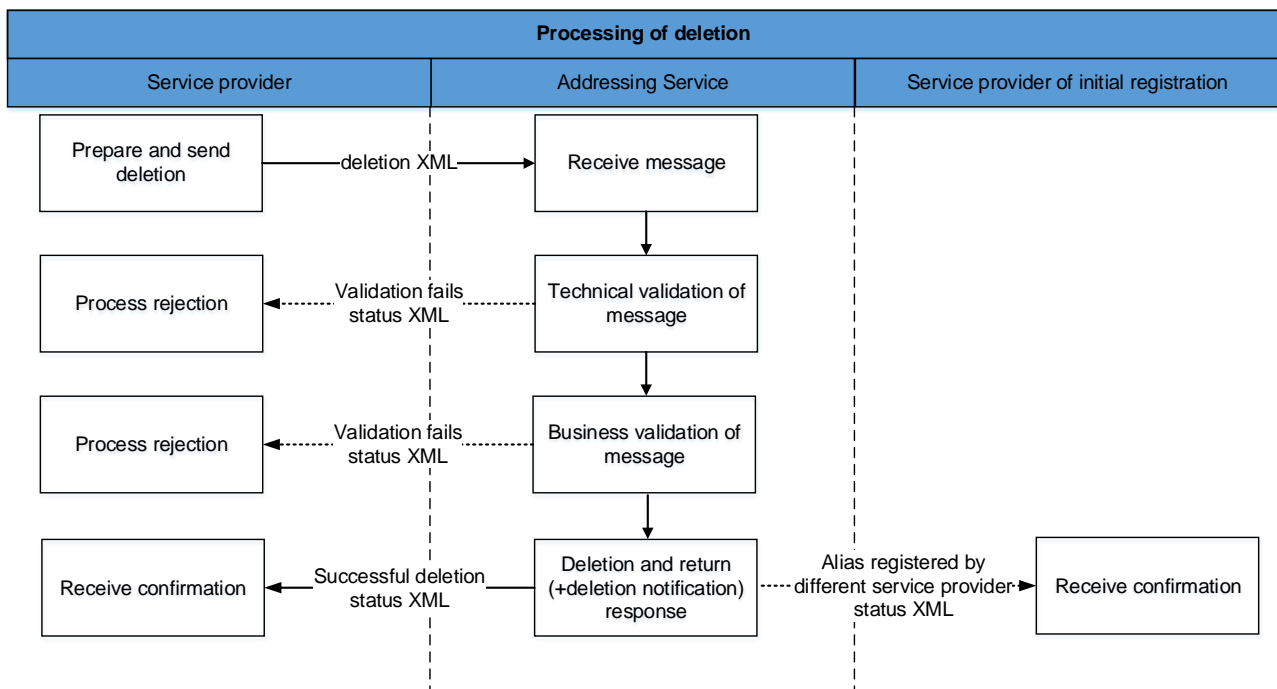 Processing of deletion
Service provider
Addressing Service
Service provider of initial registration
Prepare and send
deletion
deletion XML
Receive message
Process rejection
Validation fails
status XML
Technical validation of
message
Process rejection
Validation fails
status XML
Business validation of
message
Receive confirmation
Successful deletion
status XML
Deletion and return
(+deletion notification)
response
Alias registered by
different service provider
status XML
Receive confirmation